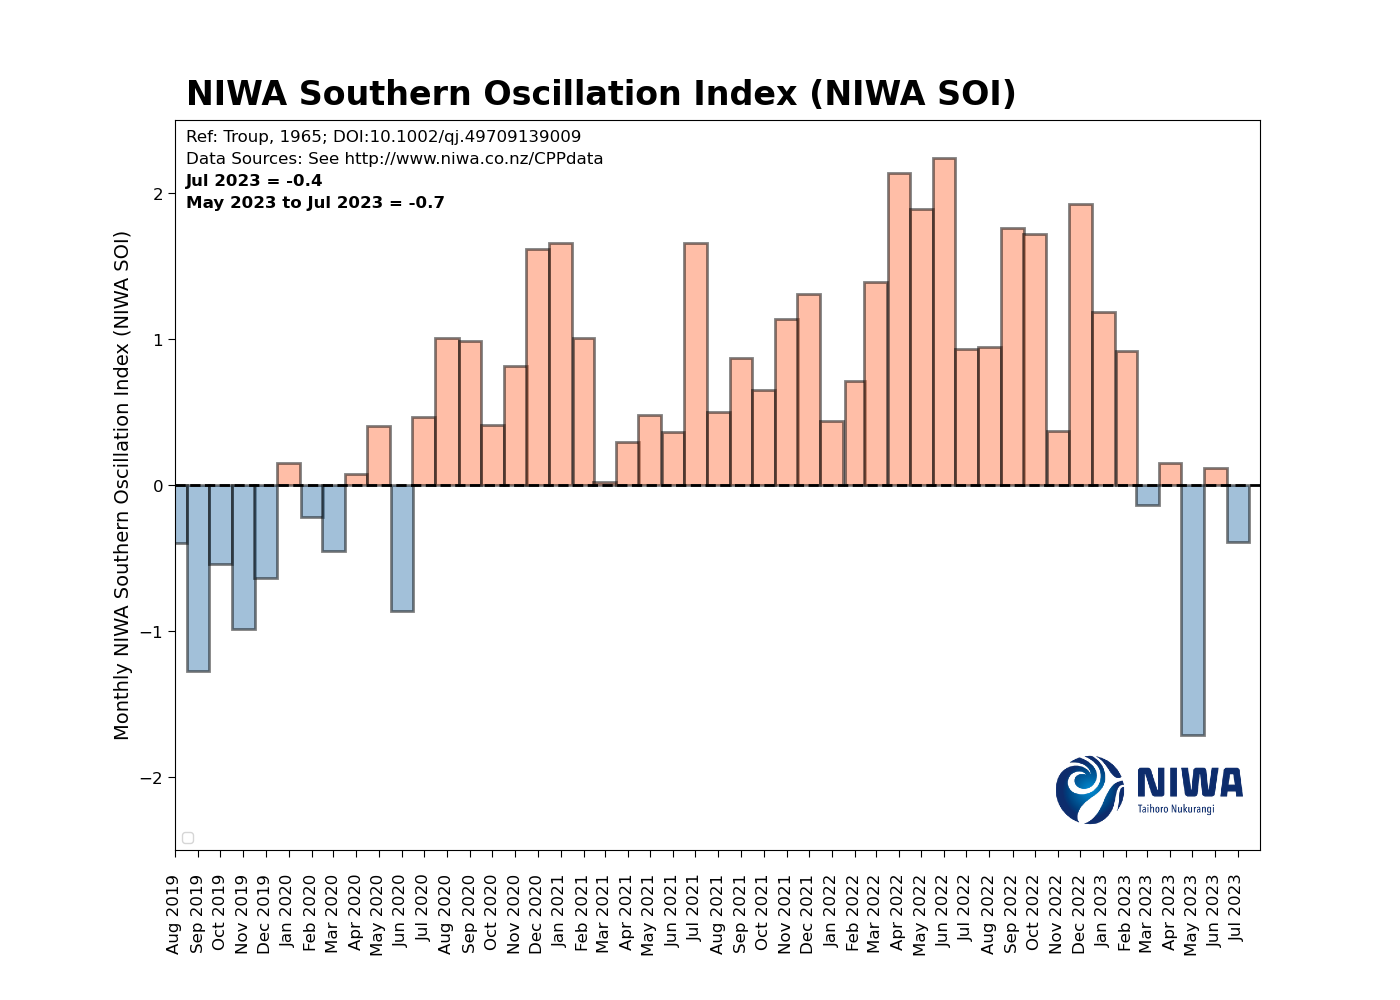 NIWA Southern Oscillation Index (NIWA SOI)
Ref: Troup, 1965; DOI:10.1002/qj.49709139009
Data Sources: See http://www.niwa.co.nz/CPPdata
Jul 2023 = -0.4
May 2023 to Jul 2023 = -0.7
Monthly NIWA Southern Oscillation Index (NIWA SOI)
2
1
0
−1
−2
NIWA
Taihoro Nukurangi
Aug 2019
Sep 2019
Oct 2019
Nov 2019
Dec 2019
Jan 2020
Feb 2020
Mar 2020
Apr 2020
May 2020
Jun 2020
Jul 2020
Aug 2020
Sep 2020
Oct 2020
Nov 2020
Dec 2020
Jan 2021
Feb 2021
Mar 2021
Apr 2021
May 2021
Jun 2021
Jul 2021
Aug 2021
Sep 2021
Oct 2021
Nov 2021
Dec 2021
Jan 2022
Feb 2022
Mar 2022
Apr 2022
May 2022
Jun 2022
Jul 2022
Aug 2022
Sep 2022
Oct 2022
Nov 2022
Dec 2022
Jan 2023
Feb 2023
Mar 2023
Apr 2023
May 2023
Jun 2023
Jul 2023